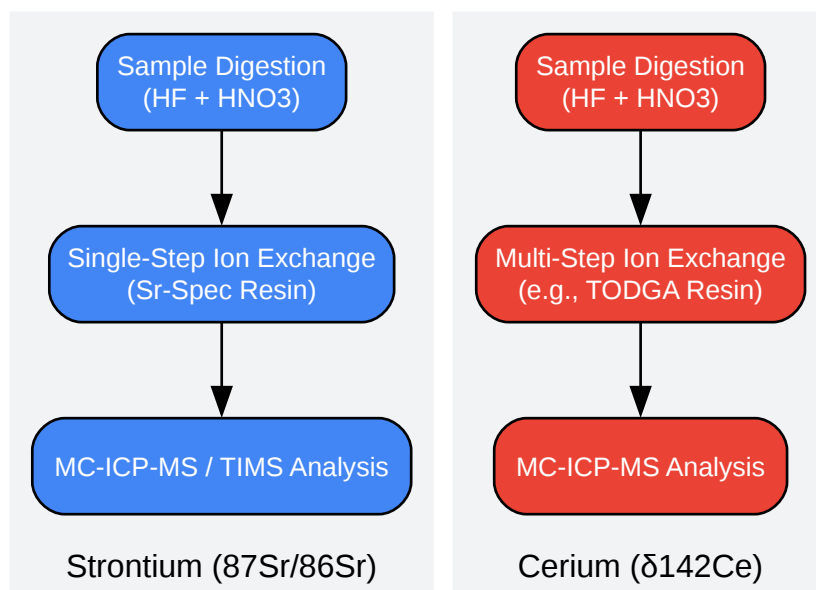 Sample Digestion
(HF + HNO3)
Single-Step Ion Exchange
(Sr-Spec Resin)
MC-ICP-MS / TIMS Analysis
Strontium (87Sr/86Sr)
Sample Digestion
(HF + HNO3)
Multi-Step Ion Exchange
(e.g., TODGA Resin)
MC-ICP-MS Analysis
Cerium (δ142Ce)